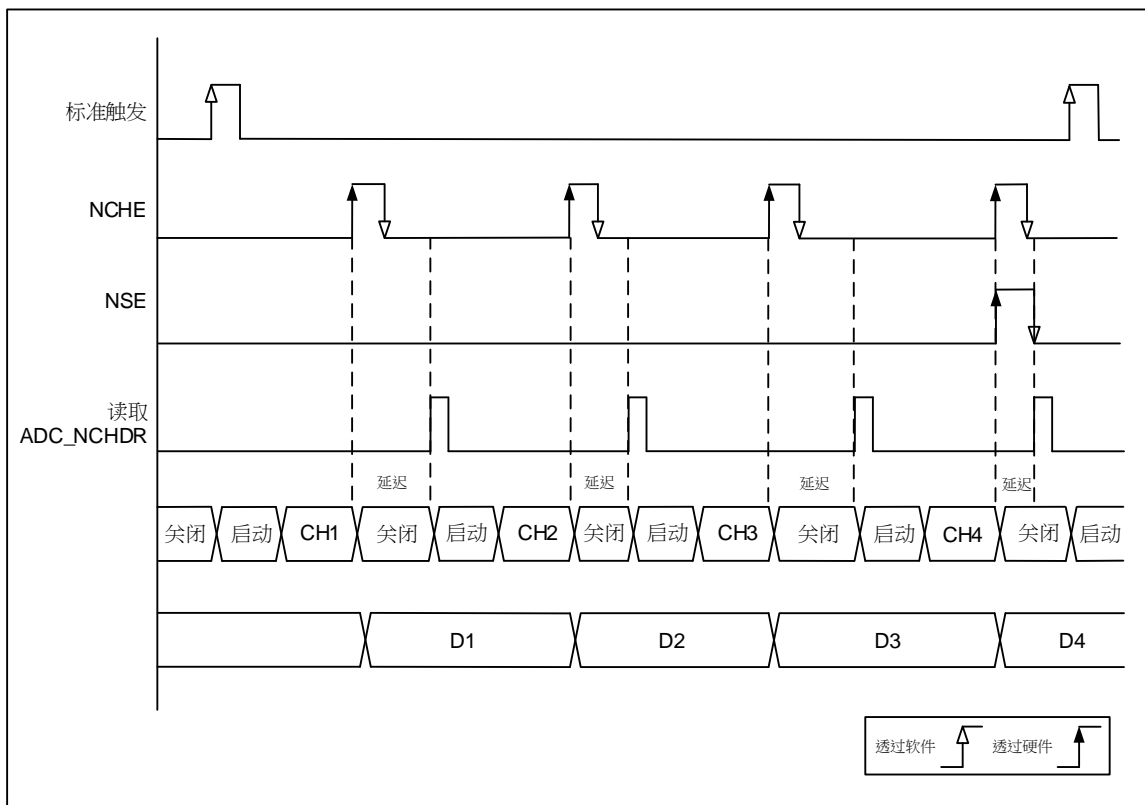 标准触发
NCHE
NSE
读取
ADC_NCHDR
延迟 延迟 延迟 延迟
关闭 启动 CH1 关闭 启动 CH2 关闭 启动 CH3 关闭 启动 CH4 关闭 启动
D1 D2 D3 D4
透过软件 透过硬件